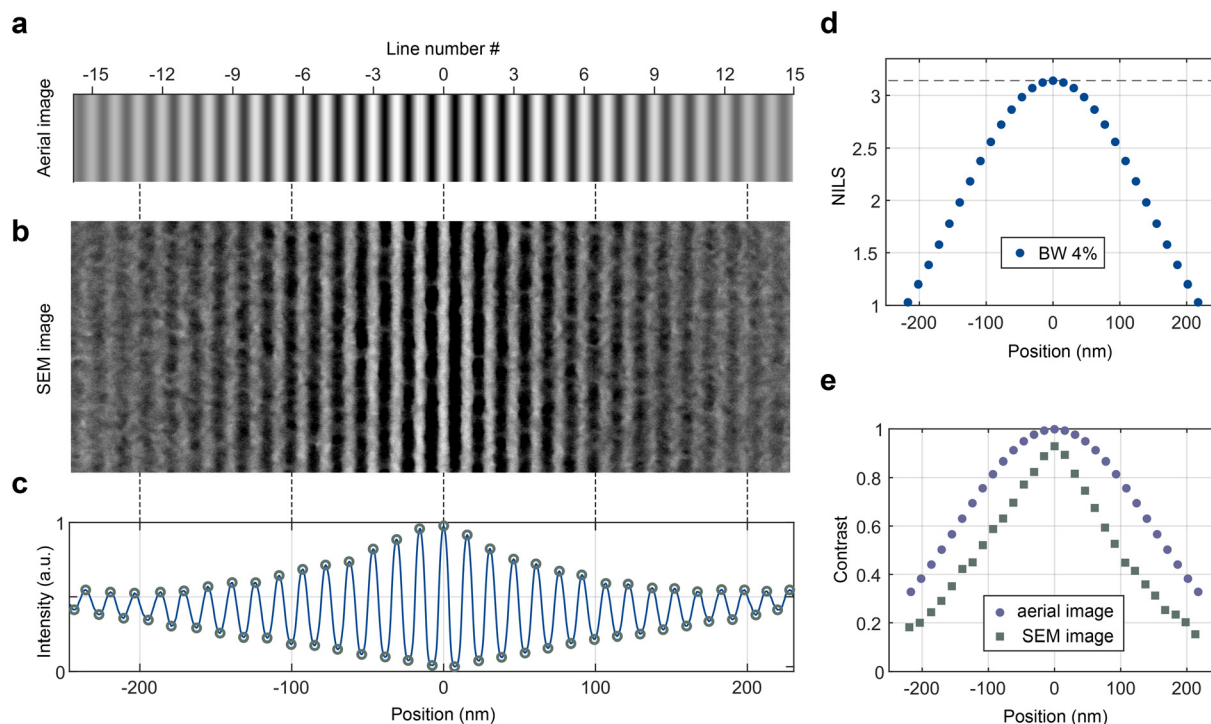 a
Line number #
-15 -12 -9 -6 -3 0 3 6 9 12 15
Aerial image
b
SEM image
c
1
Intensity (a.u.)
0
-200 -100 0 100 200
Position (nm)
d
3
2.5
NILS
2
BW 4%
1.5
1
-200 -100 0 100 200
Position (nm)
e
1
0.8
0.6
Contrast
0.4
aerial image
SEM image
0.2
0
-200 -100 0 100 200
Position (nm)